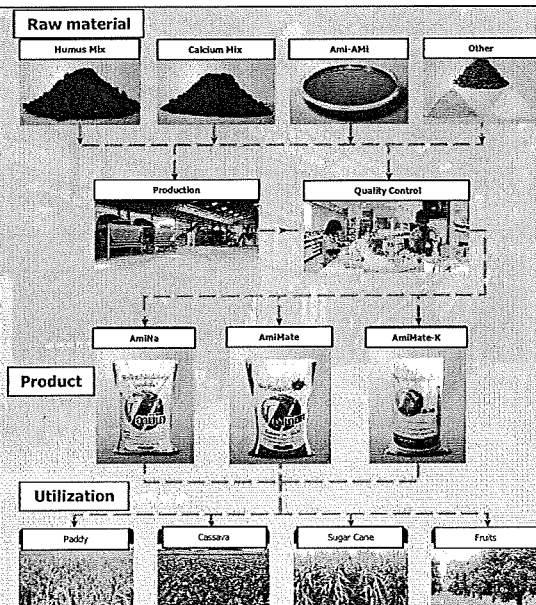 Raw material
Humus Mix
Calcium Mix
Ami-AMi
Other
Production
Quality Control
AmiNa
AmiMate
AmiMate-K
Product
Utilization
Paddy
Cassava
Sugar Cane
Fruits